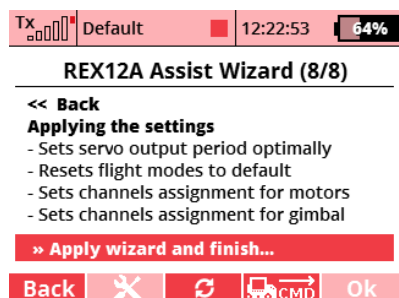 Tx Default 12:22:53 64%
REX12A Assist Wizard (8/8)
<< Back
Applying the settings
- Sets servo output period optimally
- Resets flight modes to default
- Sets channels assignment for motors
- Sets channels assignment for gimbal
» Apply wizard and finish...
Back CMD Ok